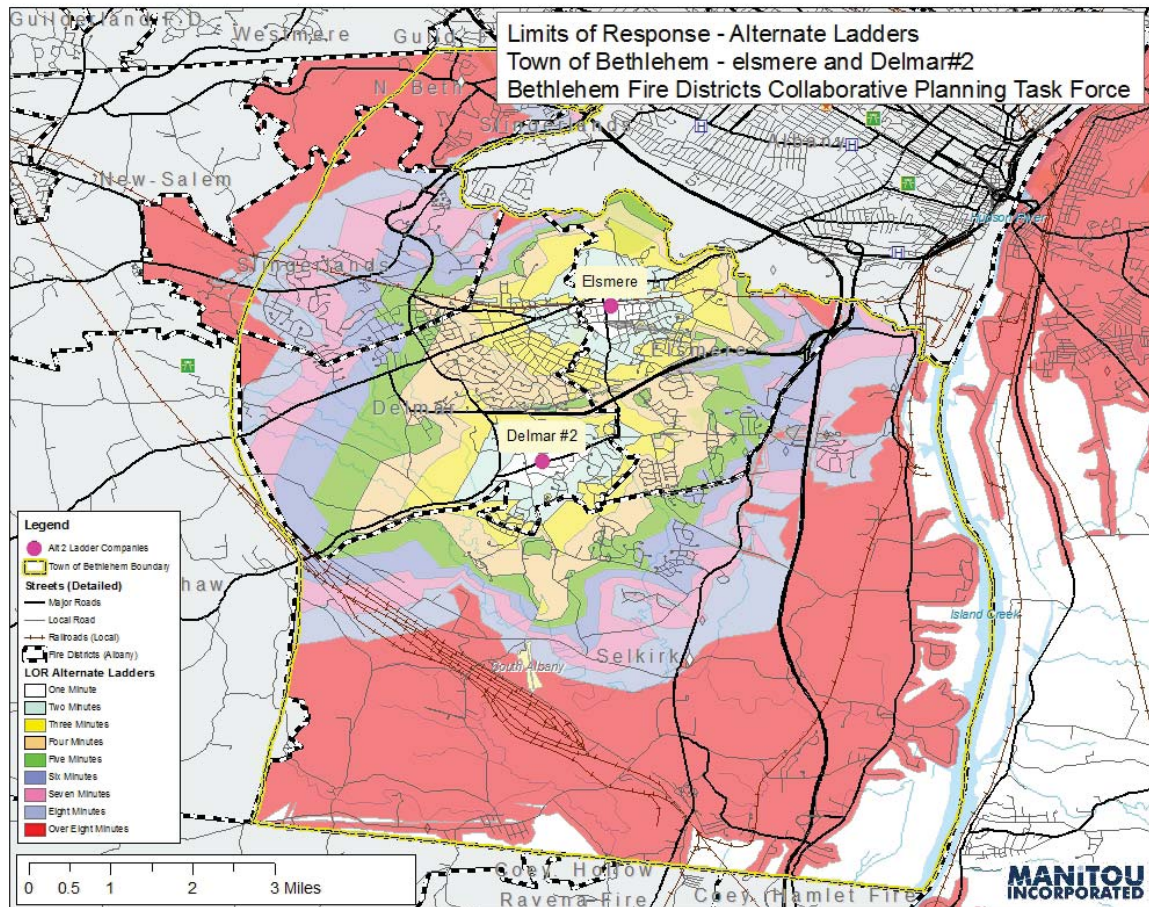 Guilderland F.D
Westmere
Guild F
Limits of Response - Alternate Ladders
Town of Bethlehem - elsmere and Delmar#2
Bethlehem Fire Districts Collaborative Planning Task Force
N. Beth
Slingerlands
Albany
H
H
New-Salem
Hudson River
H
Slingerlands
Elsmere
Elsmere
Delmar
Delmar #2
Legend
Alt 2 Ladder Companies
Town of Bethlehem Boundary
Streets (Detailed)
Major Roads
Local Road
Railroads (Local)
Fire Districts (Albany)
LOR Alternate Ladders
One Minute
Two Minutes
Three Minutes
Four Minutes
Five Minutes
Six Minutes
Seven Minutes
Eight Minutes
Over Eight Minutes
haw
Island Creek
South Albany
Selkirk
0 0.5 1 2 3 Miles
Coey Hollow
Ravena-Fire
Coey Hamlet Fire
MANITOU
INCORPORATED